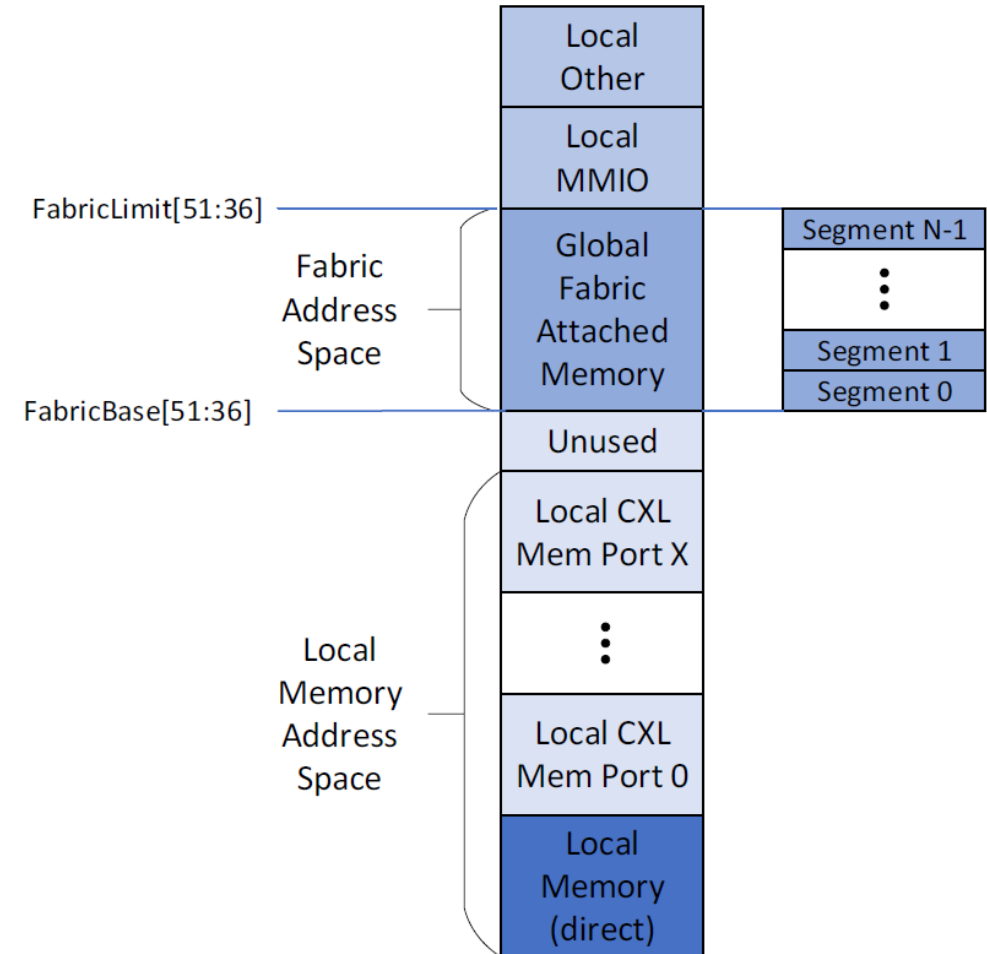 Local
Other
Local
MMIO
FabricLimit[51:36]
Segment N-1
Global
Fabric
Attached
Memory
Fabric
Address
Space
Segment 1
Segment 0
FabricBase[51:36]
Unused
Local CXL
Mem Port X
Local
Memory
Address
Space
Local CXL
Mem Port 0
Local
Memory
(direct)